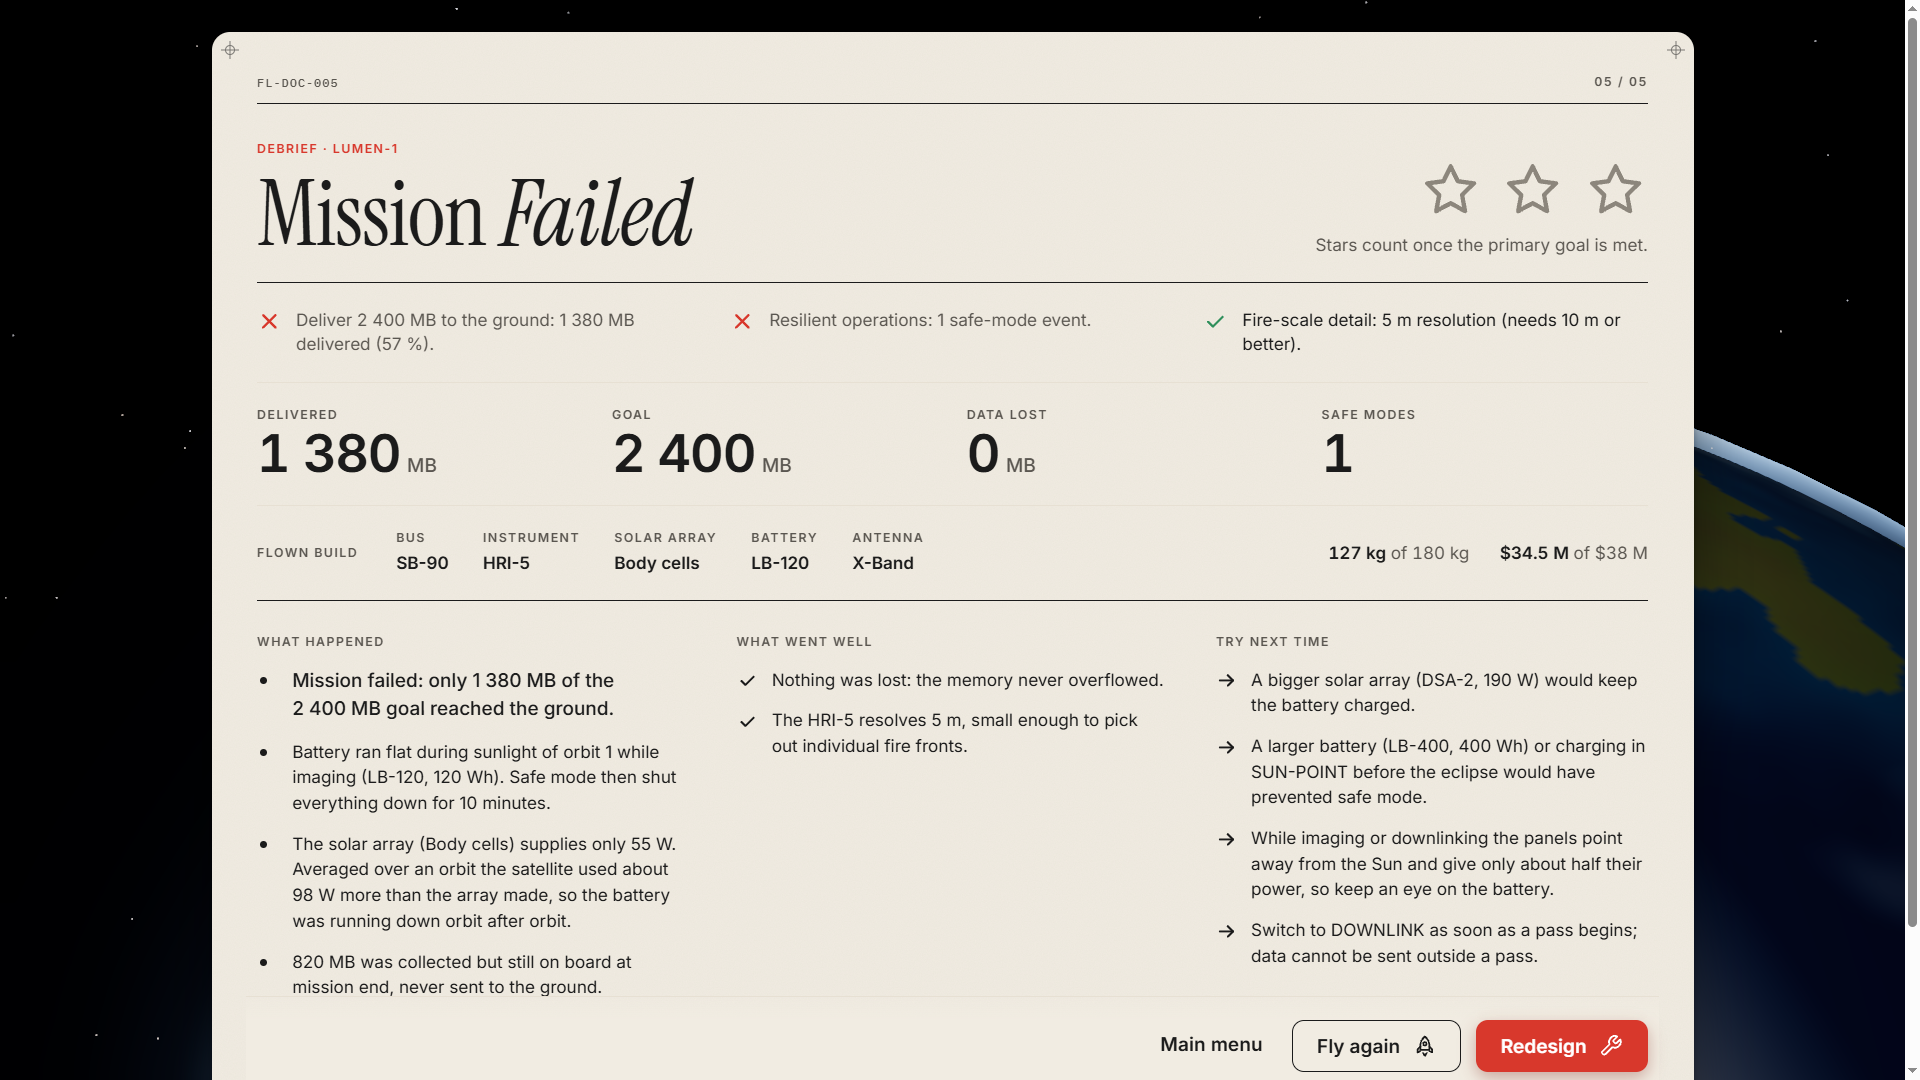 FL-DOC-005
05 / 05
DEBRIEF · LUMEN-1
Mission Failed
Stars count once the primary goal is met.
Deliver 2 400 MB to the ground: 1 380 MB
delivered (57 %).
Resilient operations: 1 safe-mode event.
Fire-scale detail: 5 m resolution (needs 10 m or
better).
DELIVERED
1 380 MB
GOAL
2 400 MB
DATA LOST
0 MB
SAFE MODES
1
FLOWN BUILD
BUS
SB-90
INSTRUMENT
HRI-5
SOLAR ARRAY
Body cells
BATTERY
LB-120
ANTENNA
X-Band
127 kg of 180 kg
$34.5 M of $38 M
WHAT HAPPENED
Mission failed: only 1 380 MB of the
2 400 MB goal reached the ground.
Battery ran flat during sunlight of orbit 1 while
imaging (LB-120, 120 Wh). Safe mode then shut
everything down for 10 minutes.
The solar array (Body cells) supplies only 55 W.
Averaged over an orbit the satellite used about
98 W more than the array made, so the battery
was running down orbit after orbit.
820 MB was collected but still on board at
mission end, never sent to the ground.
WHAT WENT WELL
Nothing was lost: the memory never overflowed.
The HRI-5 resolves 5 m, small enough to pick
out individual fire fronts.
TRY NEXT TIME
A bigger solar array (DSA-2, 190 W) would keep
the battery charged.
A larger battery (LB-400, 400 Wh) or charging in
SUN-POINT before the eclipse would have
prevented safe mode.
While imaging or downlinking the panels point
away from the Sun and give only about half their
power, so keep an eye on the battery.
Switch to DOWNLINK as soon as a pass begins;
data cannot be sent outside a pass.
Main menu
Fly again
Redesign